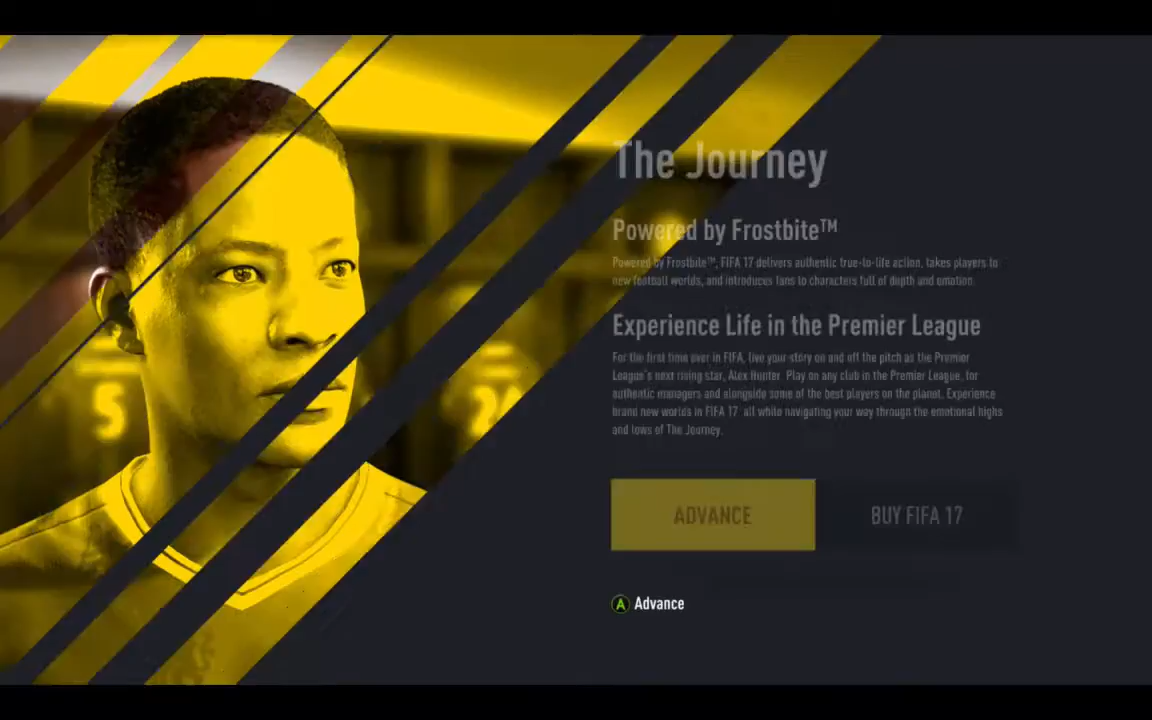 The Journey
Powered by Frostbite™
Powered by Frostbite™, FIFA 17 delivers authentic true-to-life action, takes players to
new football worlds, and introduces fans to characters full of depth and emotion.
Experience Life in the Premier League
For the first time ever in FIFA, live your story on and off the pitch as the Premier
League's next rising star, Alex Hunter. Play on any club in the Premier League, for
authentic managers and alongside some of the best players on the planet. Experience
brand new worlds in FIFA 17 all while navigating your way through the emotional highs
and lows of The Journey.
ADVANCE BUY FIFA 17
A Advance
5